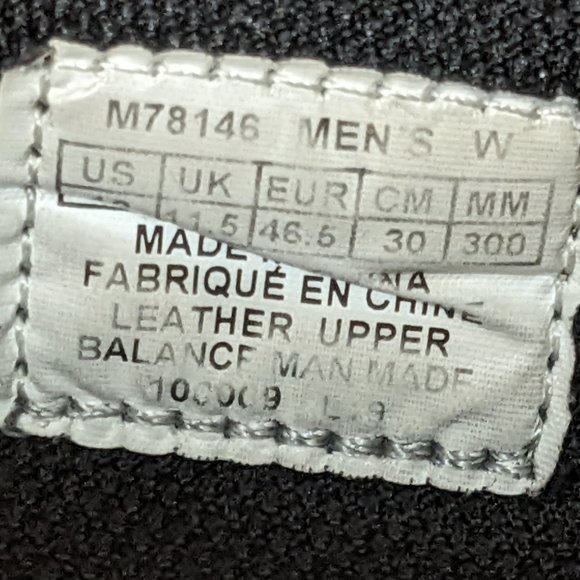 M78146 MEN'S W
US UK EUR CM MM
11.5 46.5 30 300
MADE
FABRIQUÉ EN CHINE
LEATHER UPPER
BALANCE MAN MADE